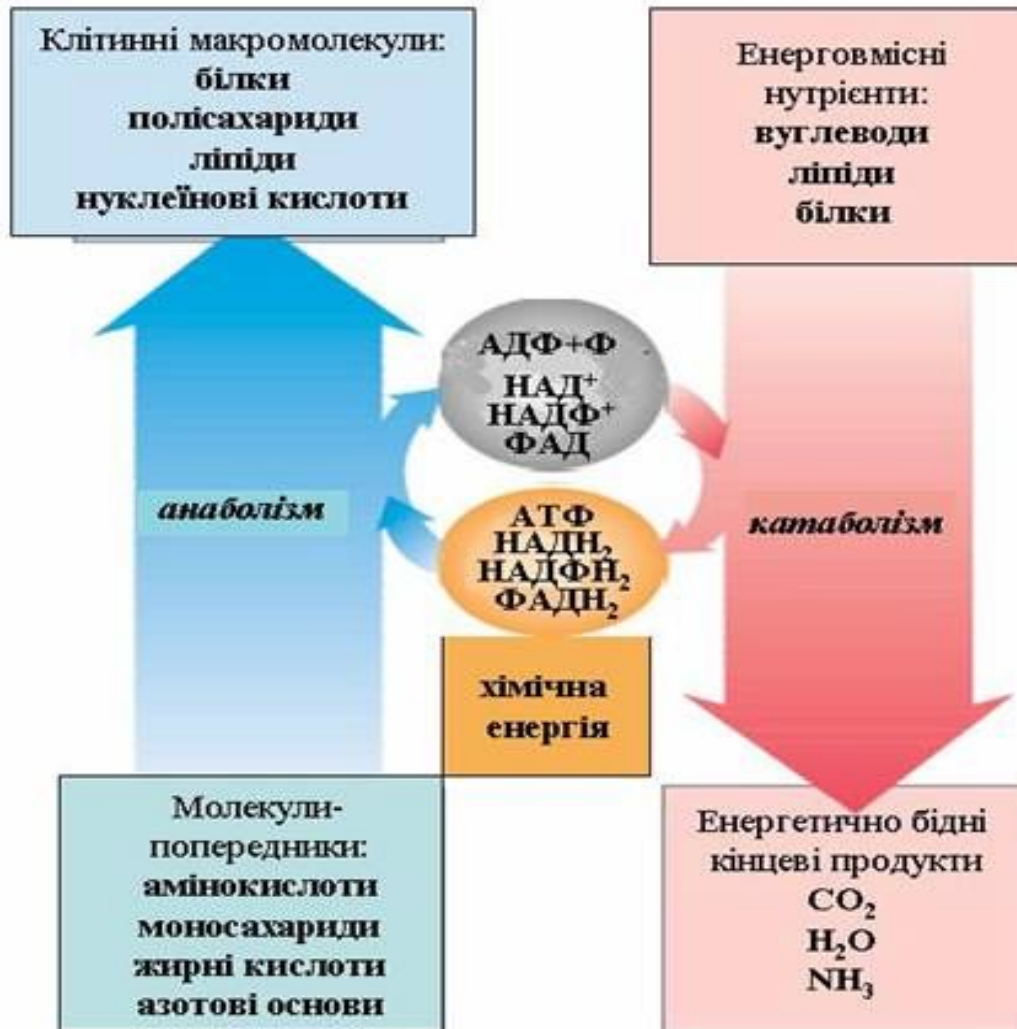 Клітинні макромолекули:
білки
полісахариди
ліпіди
нуклеїнові кислоти
Енерговмісні
нутрієнти:
вуглеводи
ліпіди
білки
АДФ+Ф
НАД⁺
НАДФ⁺
ФАД
анаболізм
АТФ
НАДН₂
НАДФН₂
ФАДН₂
катаболізм
хімічна
енергія
Молекули-
попередники:
амінокислоти
моносахариди
жирні кислоти
азотові основи
Енергетично бідні
кінцеві продукти
CO₂
H₂O
NH₃